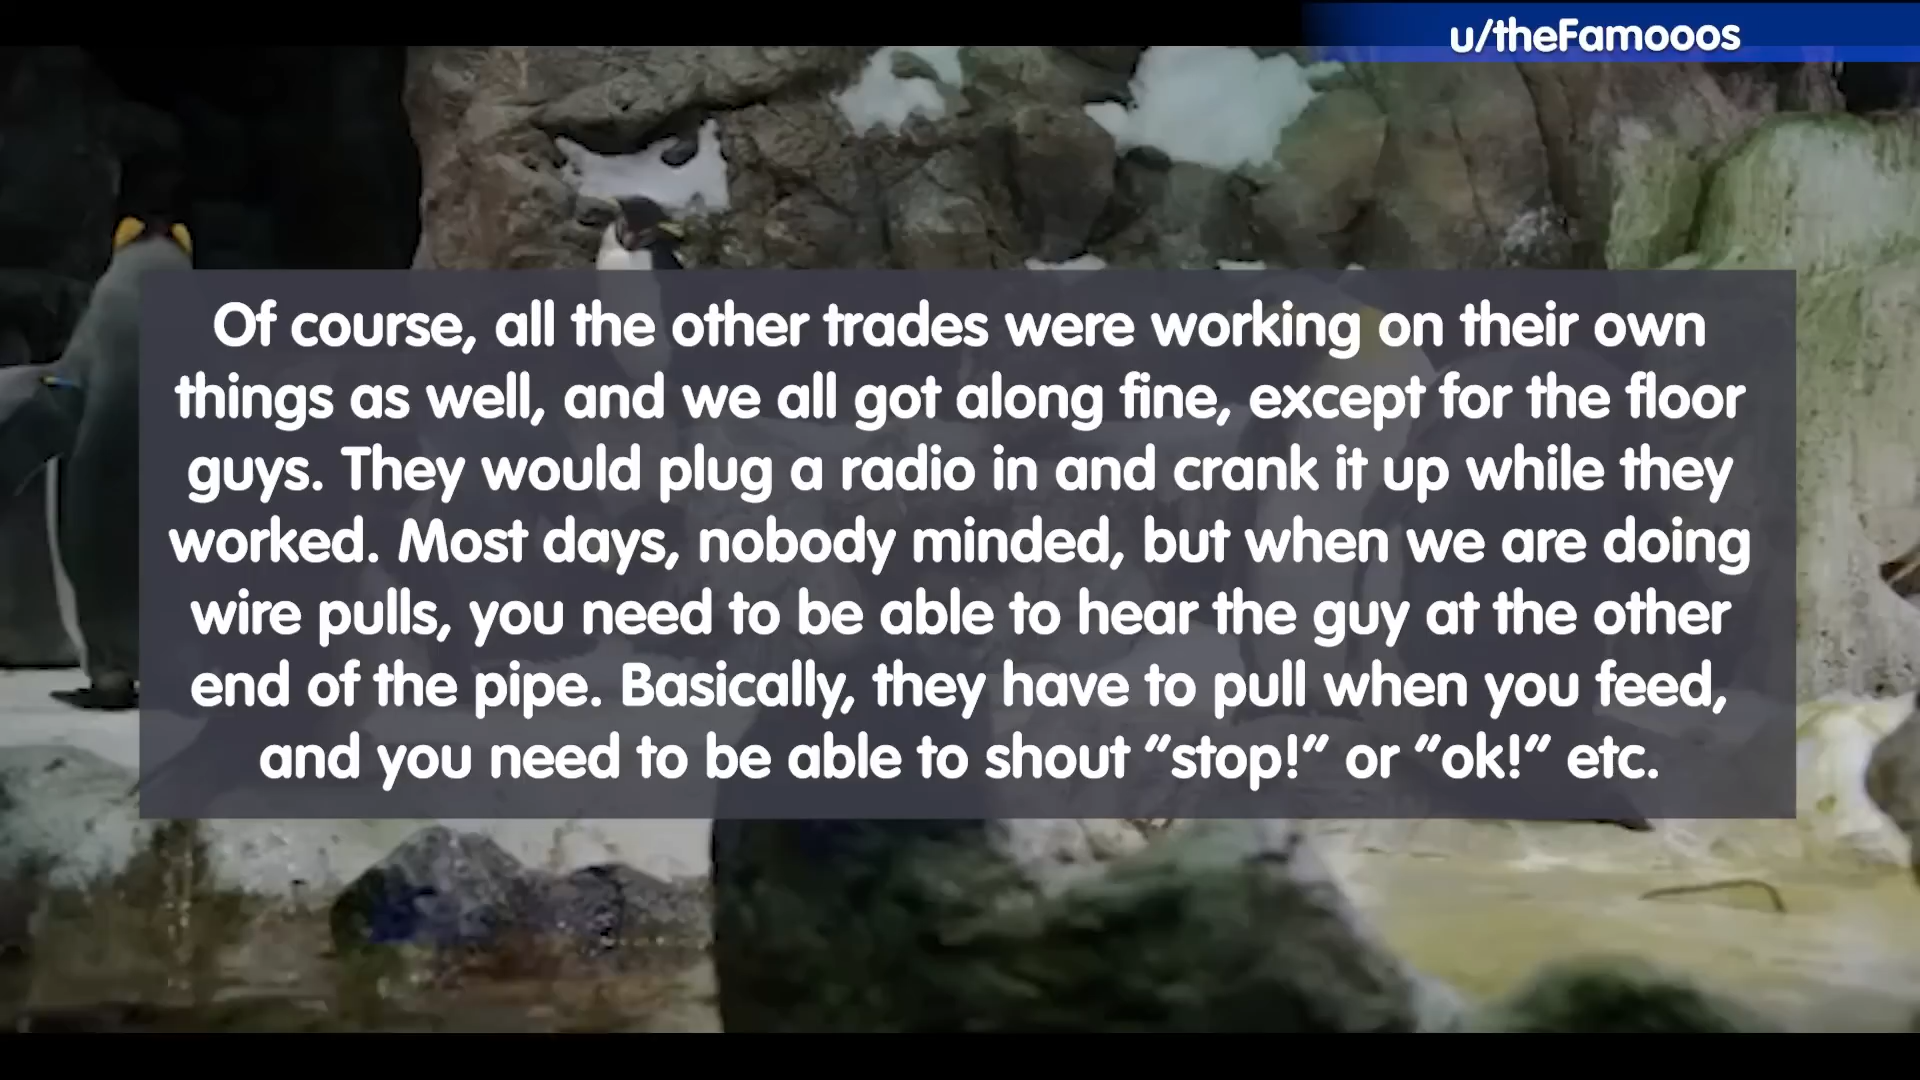 u/theFamooos
Of course, all the other trades were working on their own
things as well, and we all got along fine, except for the floor
guys. They would plug a radio in and crank it up while they
worked. Most days, nobody minded, but when we are doing
wire pulls, you need to be able to hear the guy at the other
end of the pipe. Basically, they have to pull when you feed,
and you need to be able to shout “stop!” or “ok!” etc.